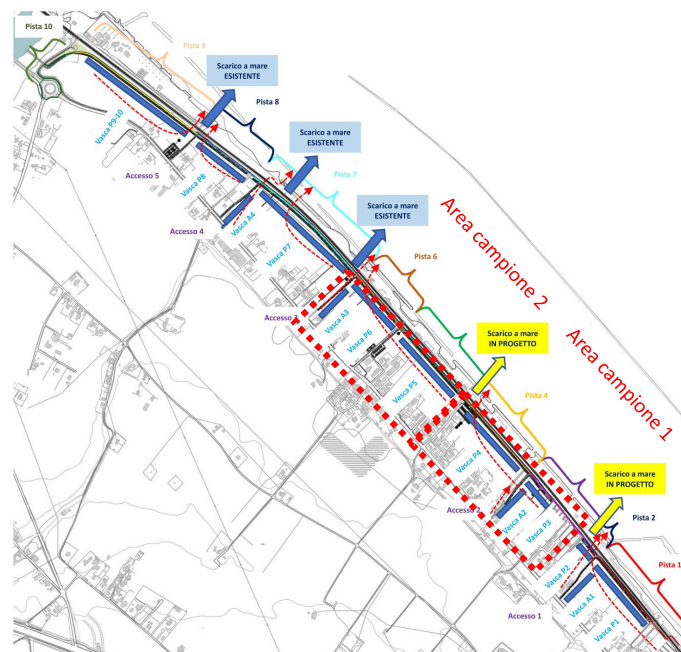 Pista 10
Pista 9
Scarico a mare
ESISTENTE
Pista 8
Scarico a mare
ESISTENTE
Vasca P9-10
Pista 7
Accesso 5
Vasca P8
Scarico a mare
ESISTENTE
Accesso 4
Vasca A4
Area campione 2
Vasca P7
Pista 6
Accesso 3
Vasca A3
Scarico a mare
IN PROGETTO
Area campione 1
Vasca P6
Vasca P5
Pista 4
Vasca P4
Scarico a mare
IN PROGETTO
Accesso 2
Vasca A2
Vasca P3
Pista 2
Vasca P2
Pista 1
Vasca A1
Accesso 1
Vasca P1